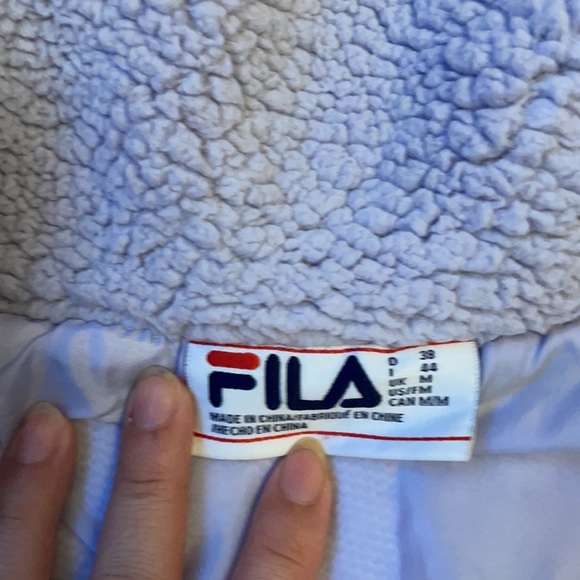 FILA
D 38
I 44
UK M
US/FM
CAN M/M
MADE IN CHINA/FABRIQUÉ EN CHINE
/HECHO EN CHINA